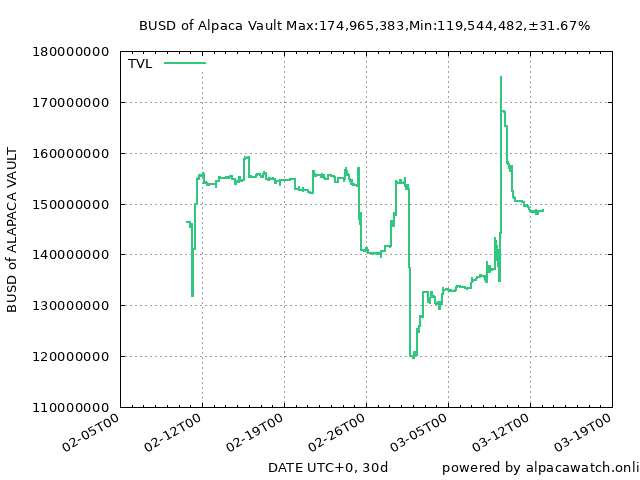 BUSD of Alpaca Vault Max:174,965,383,Min:119,544,482,±31.67%
TVL
180000000
170000000
160000000
150000000
140000000
130000000
120000000
110000000
BUSD of ALAPACA VAULT
02-05T00
02-12T00
02-19T00
02-26T00
03-05T00
03-12T00
03-19T00
DATE UTC+0, 30d
powered by alpacawatch.onli